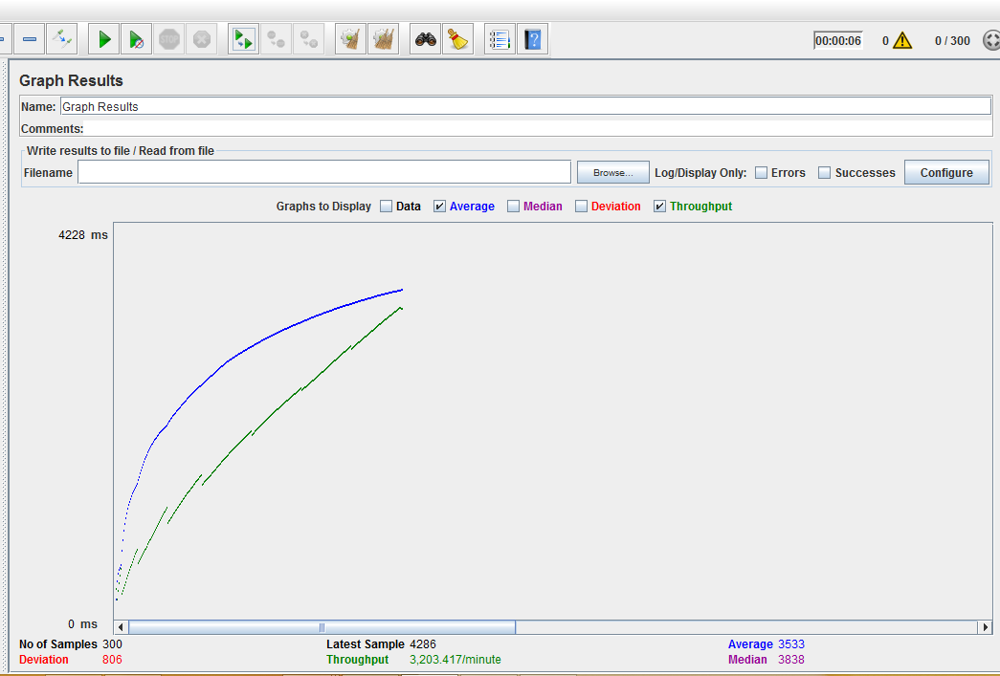 STOP
00:00:06 0 0 / 300
Graph Results
Name: Graph Results
Comments:
Write results to file / Read from file
Filename Browse... Log/Display Only: Errors Successes Configure
Graphs to Display Data Average Median Deviation Throughput
4228 ms
0 ms
No of Samples 300 Latest Sample 4286 Average 3533
Deviation 806 Throughput 3,203.417/minute Median 3838